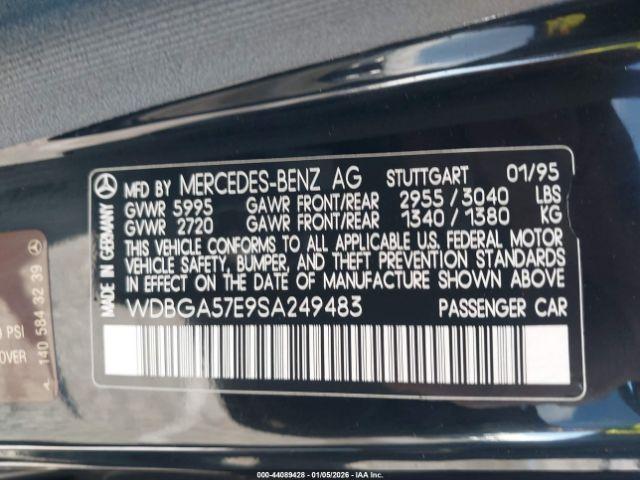 MFD BY MERCEDES-BENZ AG STUTTGART 01/95
GVWR 5995 GAWR FRONT/REAR 2955/3040 LBS
GVWR 2720 GAWR FRONT/REAR 1340/1380 KG
THIS VEHICLE CONFORMS TO ALL U.S. FEDERAL MOTOR
VEHICLE SAFETY, BUMPER, AND THEFT PREVENTION STANDARDS
IN EFFECT ON THE DATE OF MANUFACTURE SHOWN ABOVE.
WDBGA57E9SA249483 PASSENGER CAR
MADE IN GERMANY
140 584 32 39
PSI
OVER
000-44089428 - 01/05/2026 - IAA Inc.